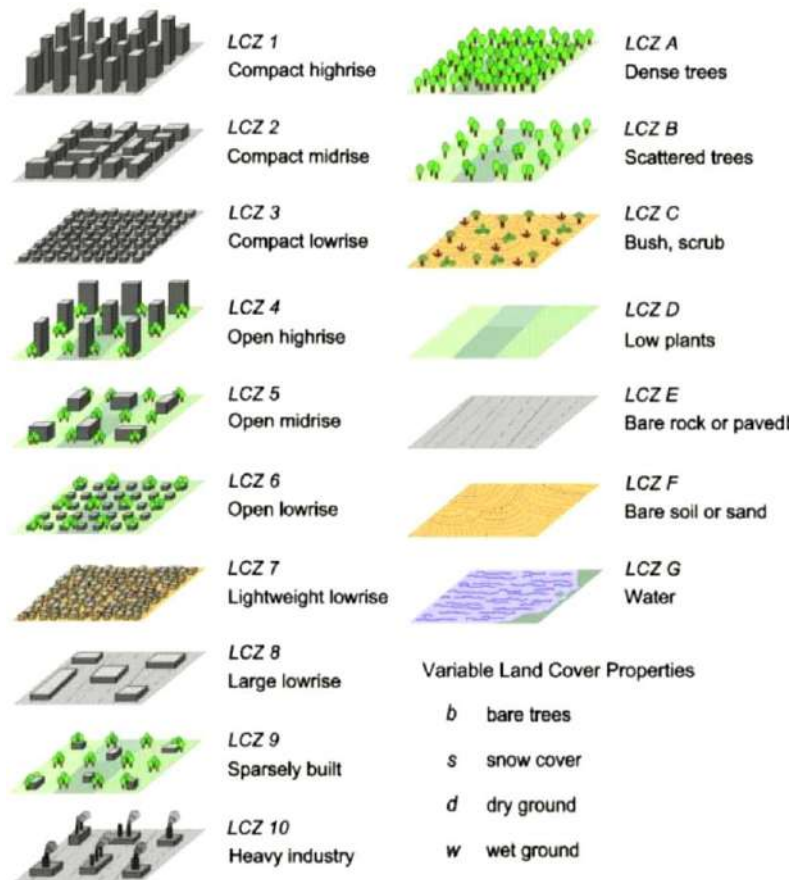 LCZ 1
Compact highrise
LCZ 2
Compact midrise
LCZ 3
Compact lowrise
LCZ 4
Open highrise
LCZ 5
Open midrise
LCZ 6
Open lowrise
LCZ 7
Lightweight lowrise
LCZ 8
Large lowrise
LCZ 9
Sparsely built
LCZ 10
Heavy industry
LCZ A
Dense trees
LCZ B
Scattered trees
LCZ C
Bush, scrub
LCZ D
Low plants
LCZ E
Bare rock or pavedl
LCZ F
Bare soil or sand
LCZ G
Water
Variable Land Cover Properties
b bare trees
s snow cover
d dry ground
w wet ground